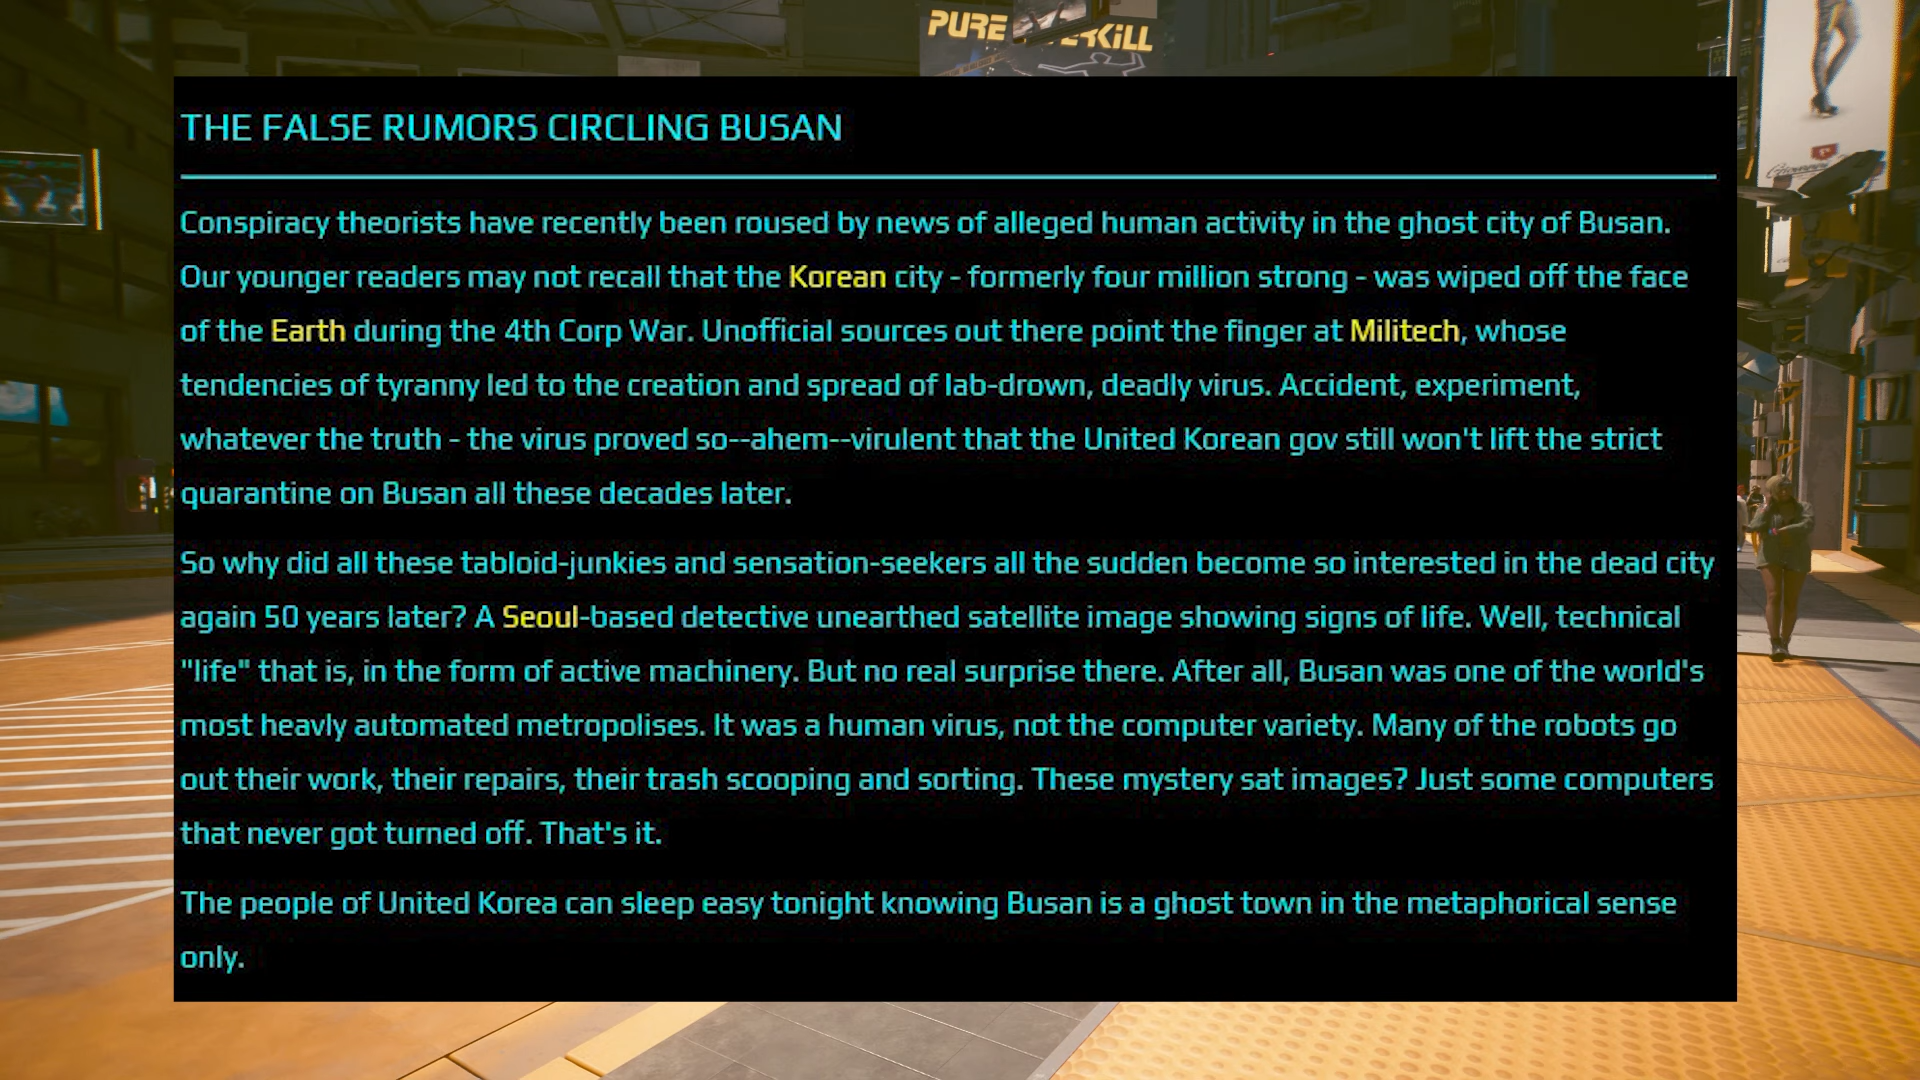 PURE
THE FALSE RUMORS CIRCLING BUSAN
Conspiracy theorists have recently been roused by news of alleged human activity in the ghost city of Busan.
Our younger readers may not recall that the Korean city - formerly four million strong - was wiped off the face
of the Earth during the 4th Corp War. Unofficial sources out there point the finger at Militech, whose
tendencies of tyranny led to the creation and spread of lab-drown, deadly virus. Accident, experiment,
whatever the truth - the virus proved so--ahem--virulent that the United Korean gov still won't lift the strict
quarantine on Busan all these decades later.
So why did all these tabloid-junkies and sensation-seekers all the sudden become so interested in the dead city
again 50 years later? A Seoul-based detective unearthed satellite image showing signs of life. Well, technical
"life" that is, in the form of active machinery. But no real surprise there. After all, Busan was one of the world's
most heavly automated metropolises. It was a human virus, not the computer variety. Many of the robots go
out their work, their repairs, their trash scooping and sorting. These mystery sat images? Just some computers
that never got turned off. That's it.
The people of United Korea can sleep easy tonight knowing Busan is a ghost town in the metaphorical sense
only.